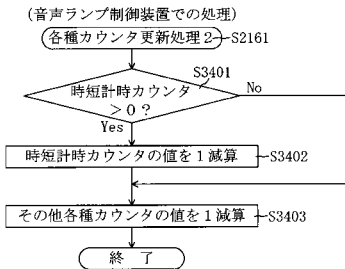 (音声ランプ制御装置での処理)
各種カウンタ更新処理２
S2161
S3401
時短計時カウンタ
＞０？
No
Yes
時短計時カウンタの値を１減算
S3402
その他各種カウンタの値を１減算
S3403
終 了